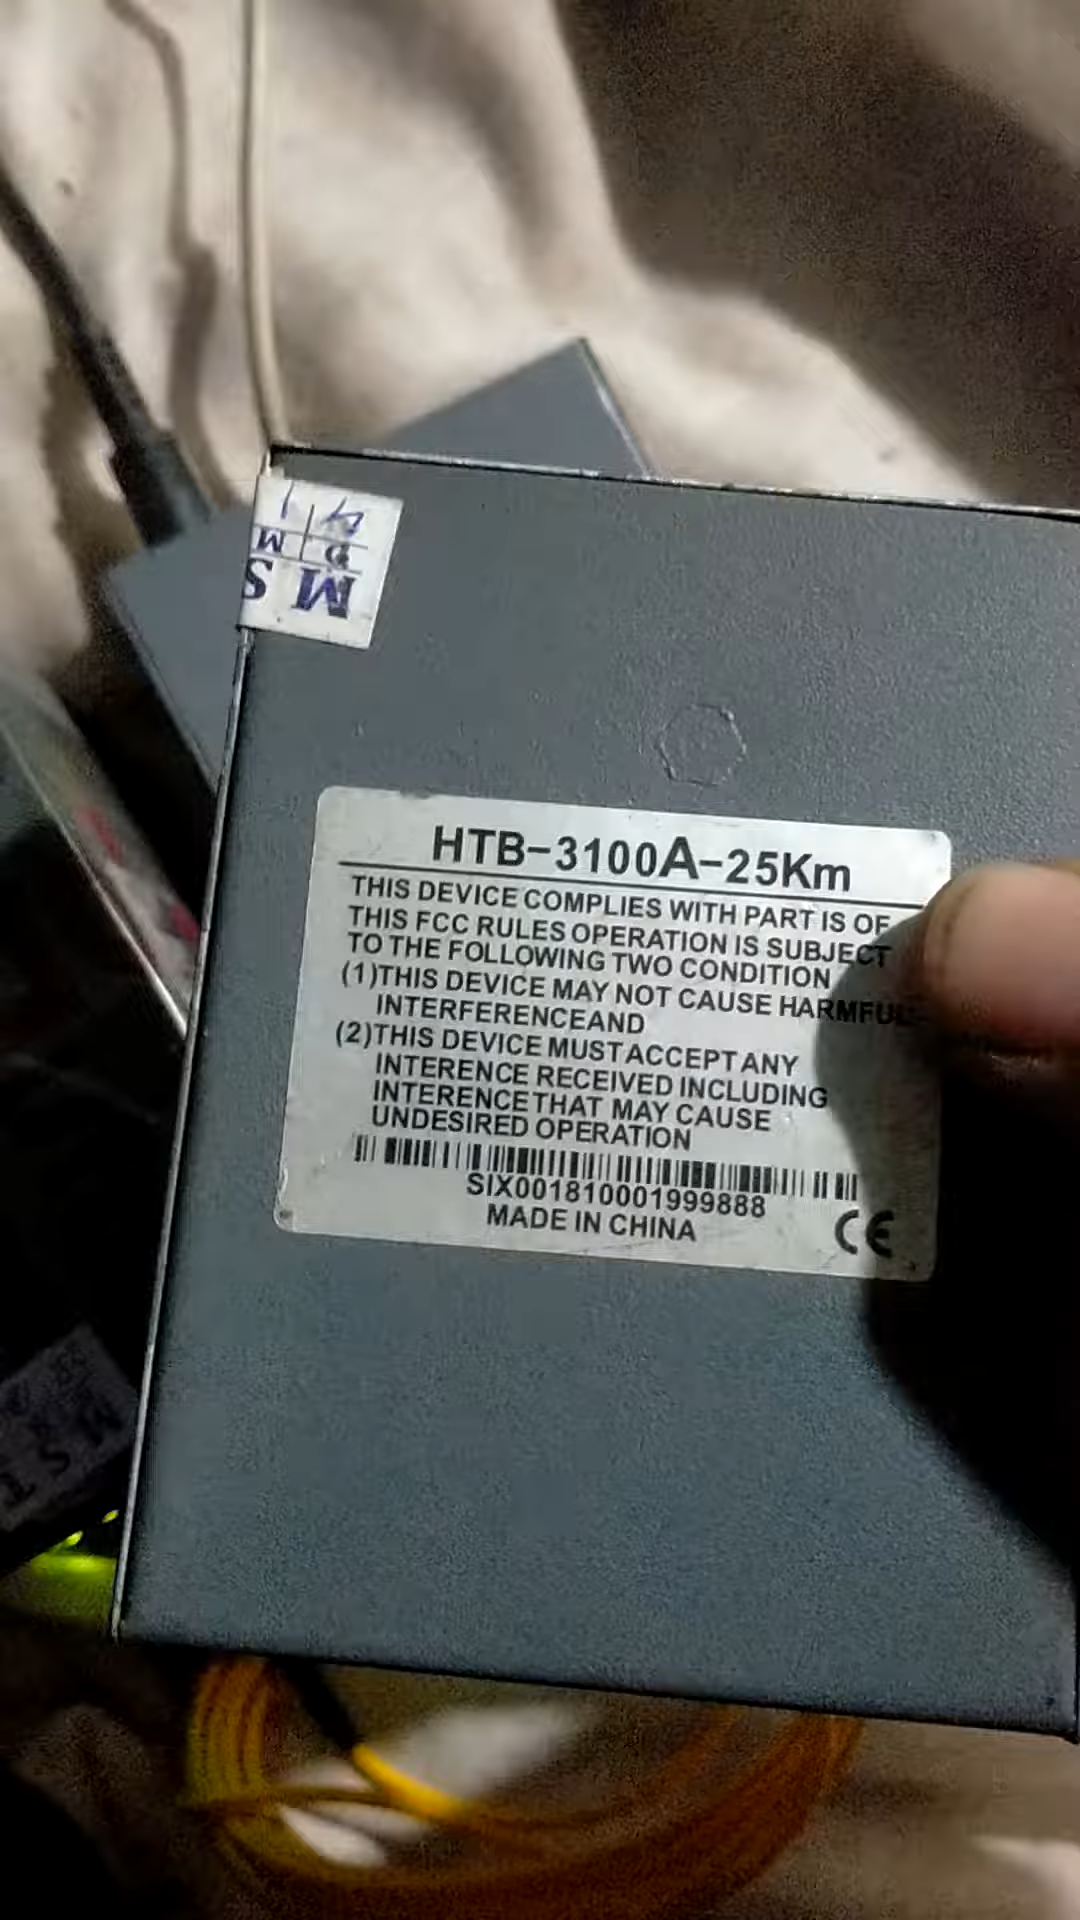 HTB-3100A-25Km
THIS DEVICE COMPLIES WITH PART IS OF
THIS FCC RULES OPERATION IS SUBJECT
TO THE FOLLOWING TWO CONDITION
(1)THIS DEVICE MAY NOT CAUSE HARMFUL
INTERFERENCEAND
(2)THIS DEVICE MUST ACCEPT ANY
INTERENCE RECEIVED INCLUDING
INTERENCE THAT MAY CAUSE
UNDESIRED OPERATION
SIX001810001999888
MADE IN CHINA
CE
M S
D M
4 1
M S T